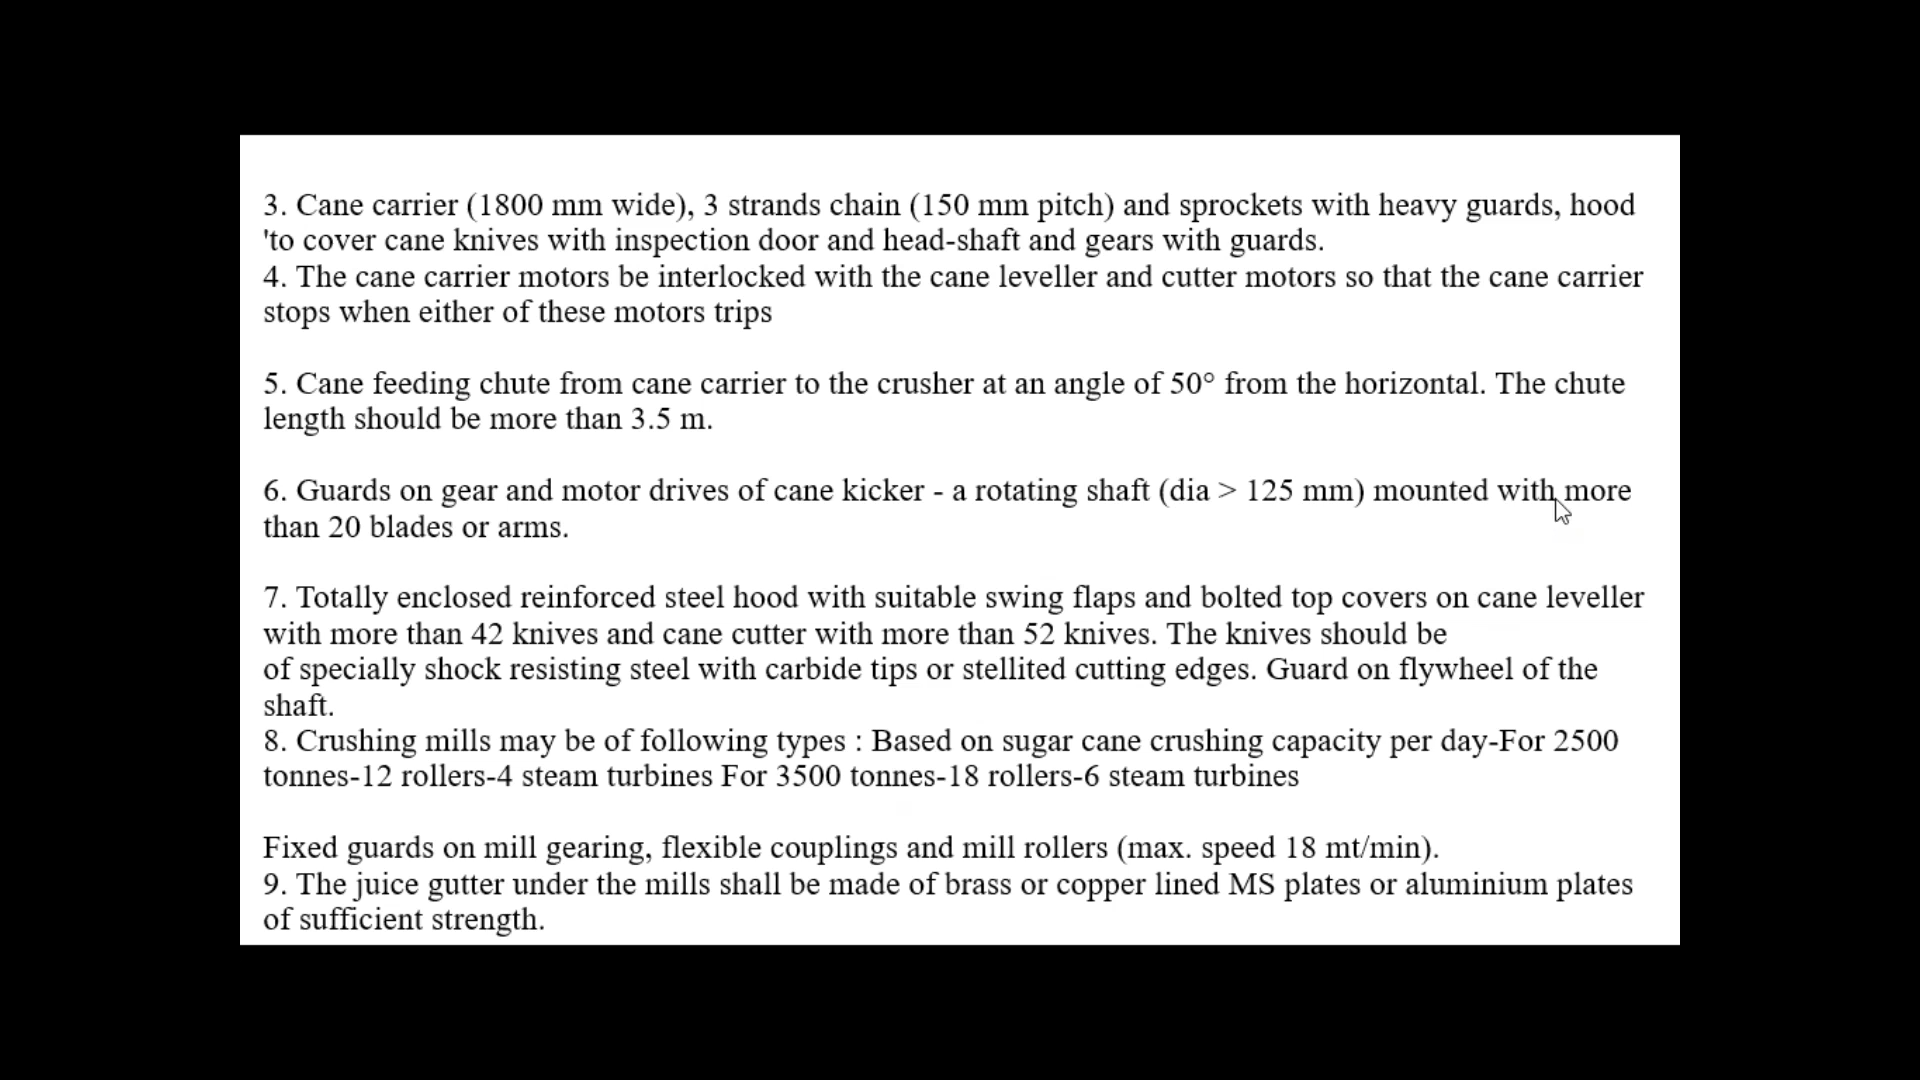 3. Cane carrier (1800 mm wide), 3 strands chain (150 mm pitch) and sprockets with heavy guards, hood
'to cover cane knives with inspection door and head-shaft and gears with guards.
4. The cane carrier motors be interlocked with the cane leveller and cutter motors so that the cane carrier
stops when either of these motors trips
5. Cane feeding chute from cane carrier to the crusher at an angle of 50° from the horizontal. The chute
length should be more than 3.5 m.
6. Guards on gear and motor drives of cane kicker - a rotating shaft (dia > 125 mm) mounted with more
than 20 blades or arms.
7. Totally enclosed reinforced steel hood with suitable swing flaps and bolted top covers on cane leveller
with more than 42 knives and cane cutter with more than 52 knives. The knives should be
of specially shock resisting steel with carbide tips or stellited cutting edges. Guard on flywheel of the
shaft.
8. Crushing mills may be of following types : Based on sugar cane crushing capacity per day-For 2500
tonnes-12 rollers-4 steam turbines For 3500 tonnes-18 rollers-6 steam turbines
Fixed guards on mill gearing, flexible couplings and mill rollers (max. speed 18 mt/min).
9. The juice gutter under the mills shall be made of brass or copper lined MS plates or aluminium plates
of sufficient strength.